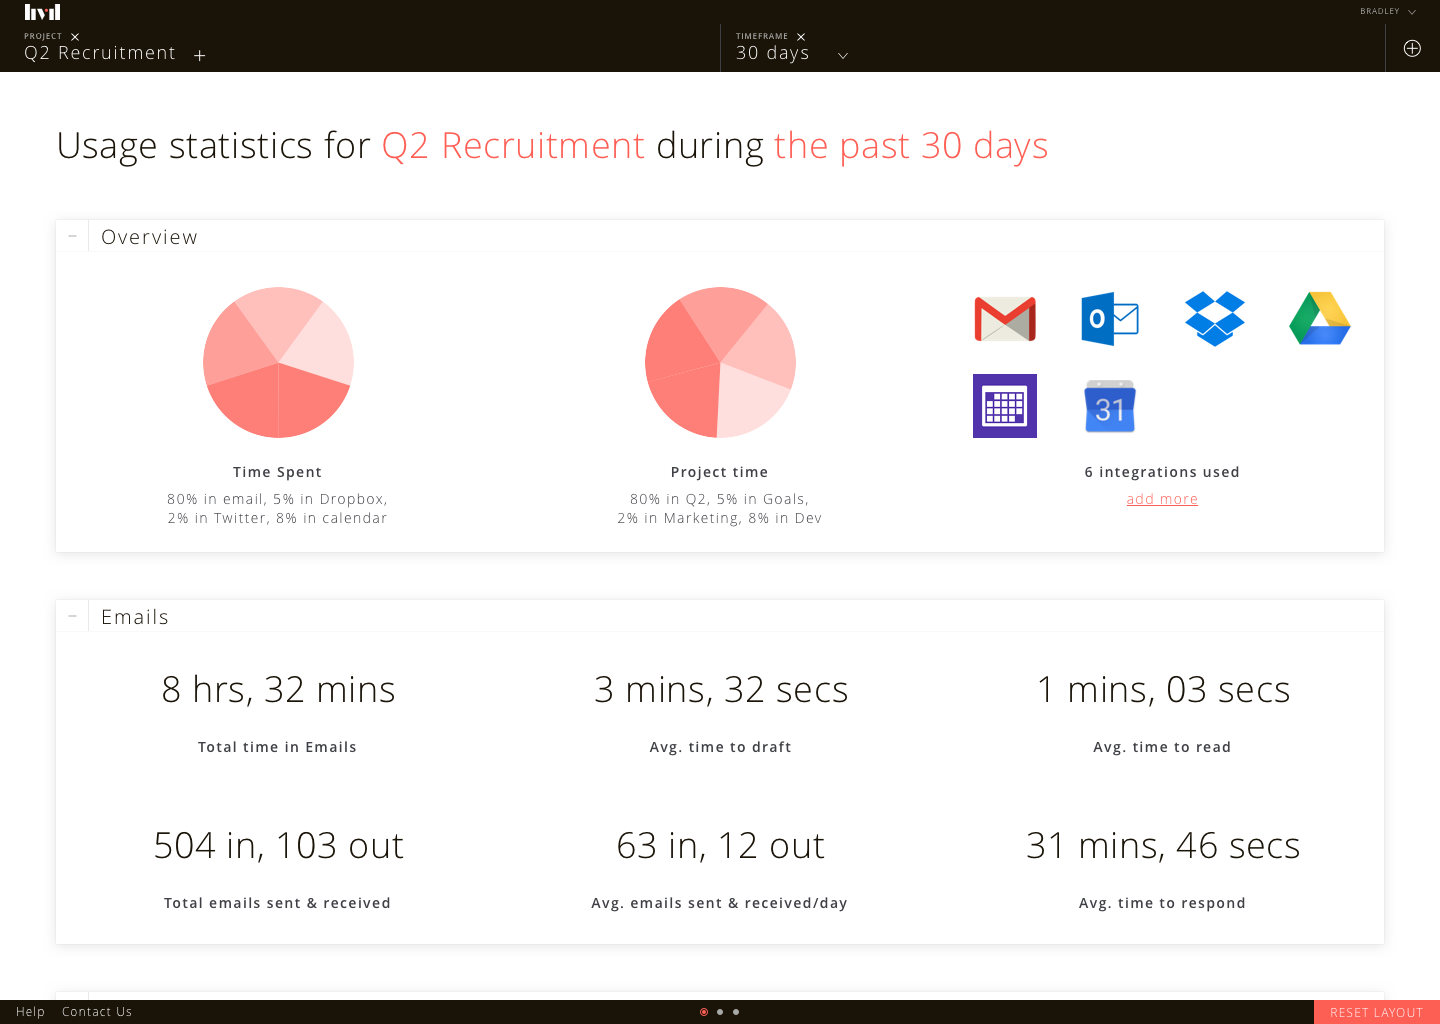 livil
BRADLEY
PROJECT
Q2 Recruitment
TIMEFRAME
30 days
Usage statistics for Q2 Recruitment during the past 30 days
Overview
31
Time Spent
80% in email, 5% in Dropbox,
2% in Twitter, 8% in calendar
Project time
80% in Q2, 5% in Goals,
2% in Marketing, 8% in Dev
6 integrations used
add more
Emails
8 hrs, 32 mins
Total time in Emails
3 mins, 32 secs
Avg. time to draft
1 mins, 03 secs
Avg. time to read
504 in, 103 out
Total emails sent & received
63 in, 12 out
Avg. emails sent & received/day
31 mins, 46 secs
Avg. time to respond
Help
Contact Us
RESET LAYOUT